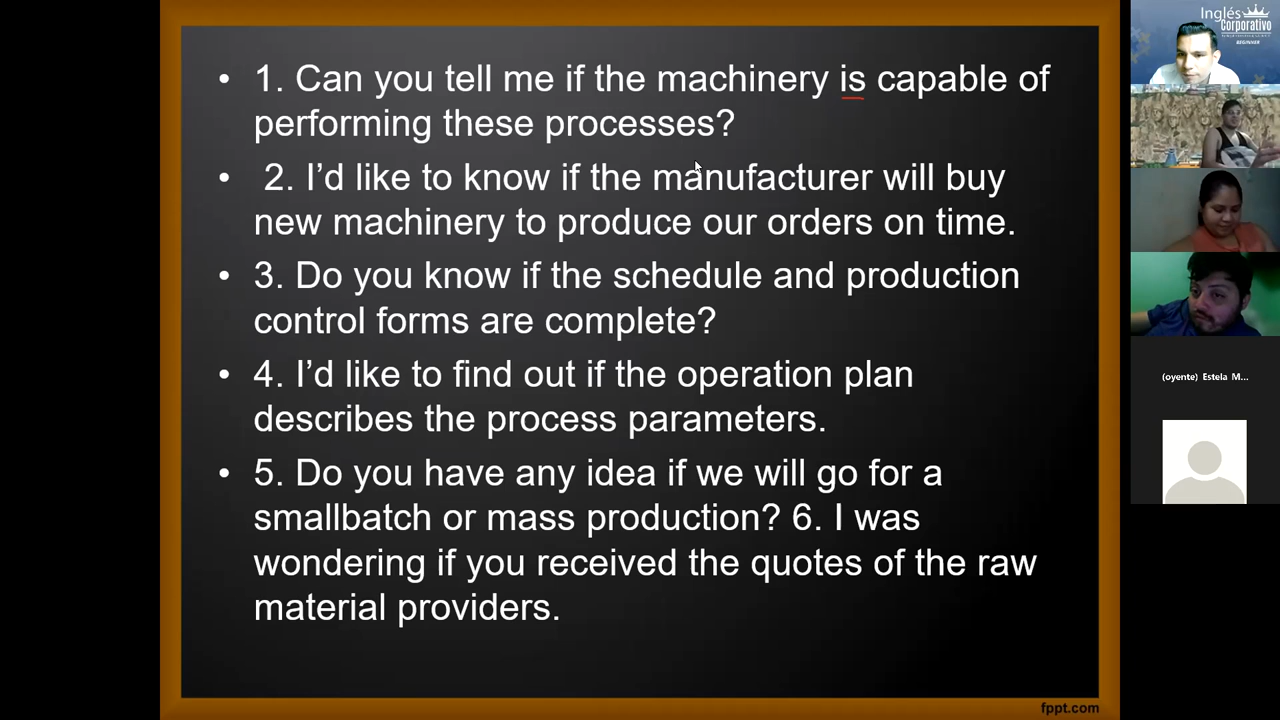 • 1. Can you tell me if the machinery is capable of
performing these processes?
• 2. I’d like to know if the manufacturer will buy
new machinery to produce our orders on time.
• 3. Do you know if the schedule and production
control forms are complete?
• 4. I’d like to find out if the operation plan
describes the process parameters.
• 5. Do you have any idea if we will go for a
smallbatch or mass production? 6. I was
wondering if you received the quotes of the raw
material providers.
fppt.com
Inglés
Corporativo
BEGINNER
(oyente) Estela M...